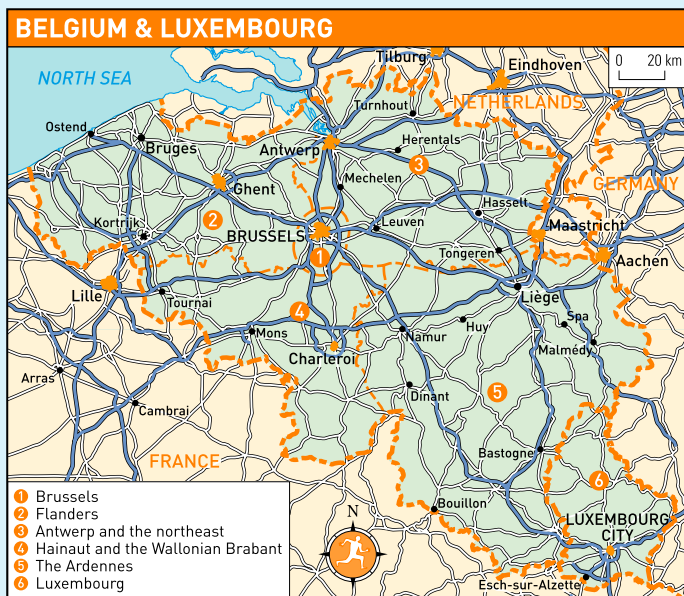 BELGIUM & LUXEMBOURG
0 20 km
NORTH SEA
Tilburg
Eindhoven
Turnhout
NETHERLANDS
Ostend
Bruges
Antwerp
Herentals
3
Mechelen
GERMANY
Ghent
Hasselt
Kortrijk
2
BRUSSELS
Leuven
Maastricht
1
Tongeren
Aachen
Lille
Tournai
Liège
4
Spa
Mons
Namur
Huy
Charleroi
Malmédy
Arras
Dinant
5
Cambrai
FRANCE
Bastogne
6
Bouillon
LUXEMBOURG
CITY
Esch-sur-Alzette
N
1 Brussels
2 Flanders
3 Antwerp and the northeast
4 Hainaut and the Wallonian Brabant
5 The Ardennes
6 Luxembourg